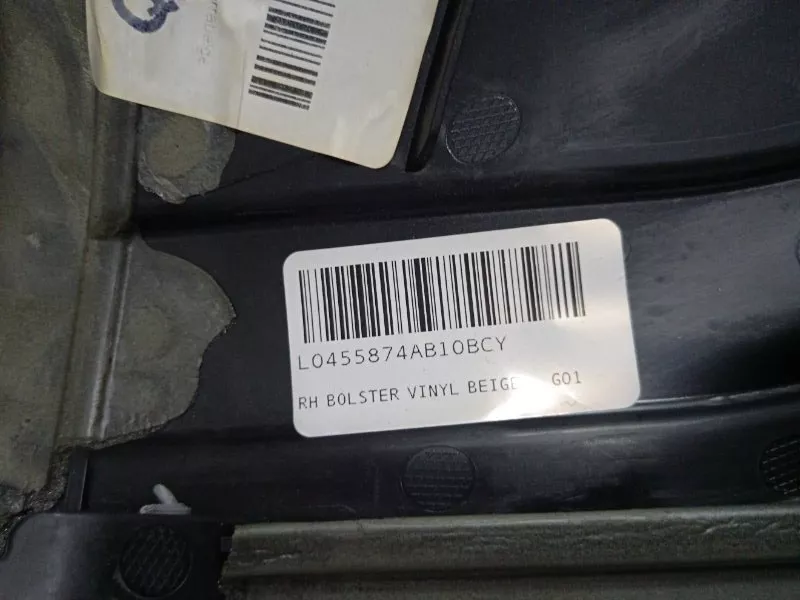 L0455874AB10BCY
RH BOLSTER VINYL BEIGE G01